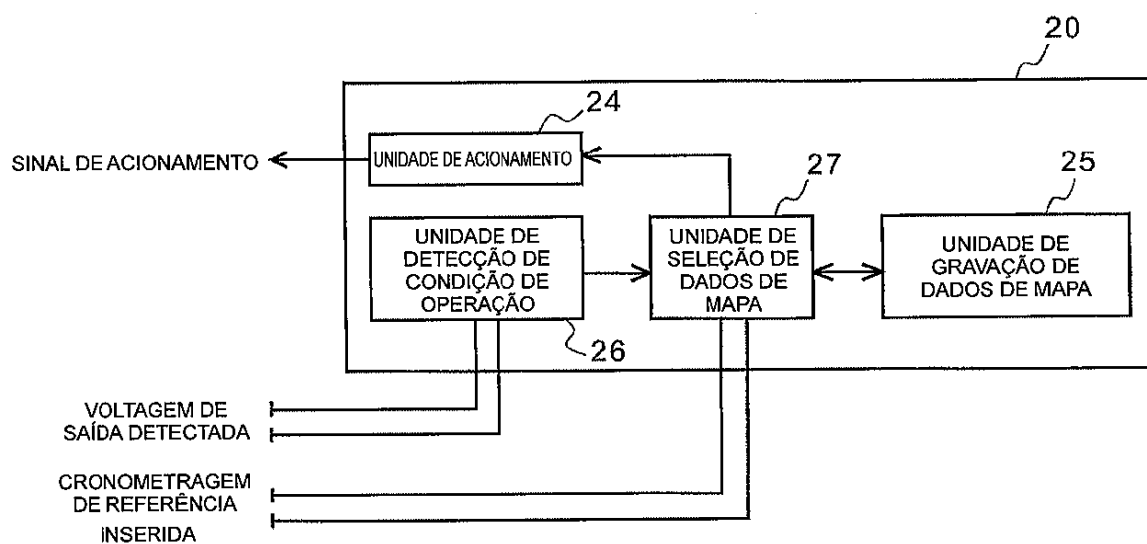 20
24
SINAL DE ACIONAMENTO
UNIDADE DE ACIONAMENTO
27
25
UNIDADE DE
DETECÇÃO DE
CONDIÇÃO DE
OPERAÇÃO
UNIDADE DE
SELEÇÃO DE
DADOS DE
MAPA
UNIDADE DE
GRAVAÇÃO DE
DADOS DE MAPA
26
VOLTAGEM DE
SAÍDA DETECTADA
CRONOMETRAGEM
DE REFERÊNCIA
INSERIDA